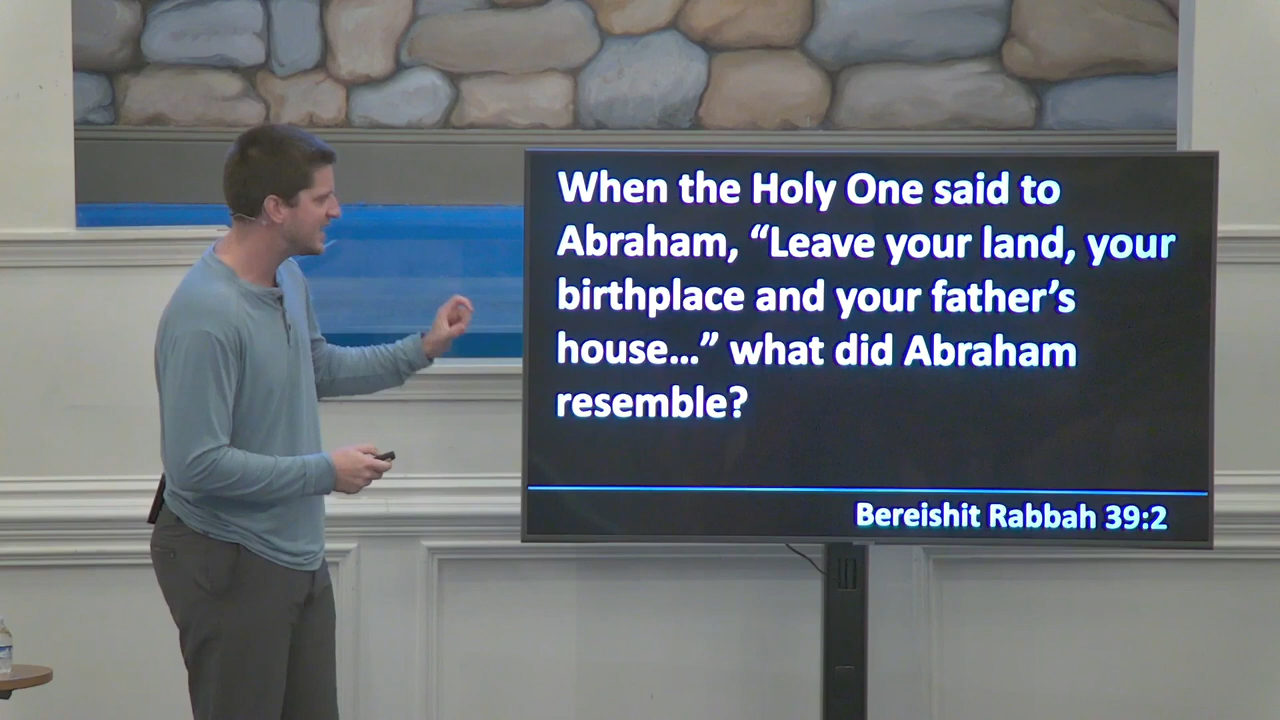 When the Holy One said to
Abraham, “Leave your land, your
birthplace and your father’s
house…” what did Abraham
resemble?
Bereishit Rabbah 39:2